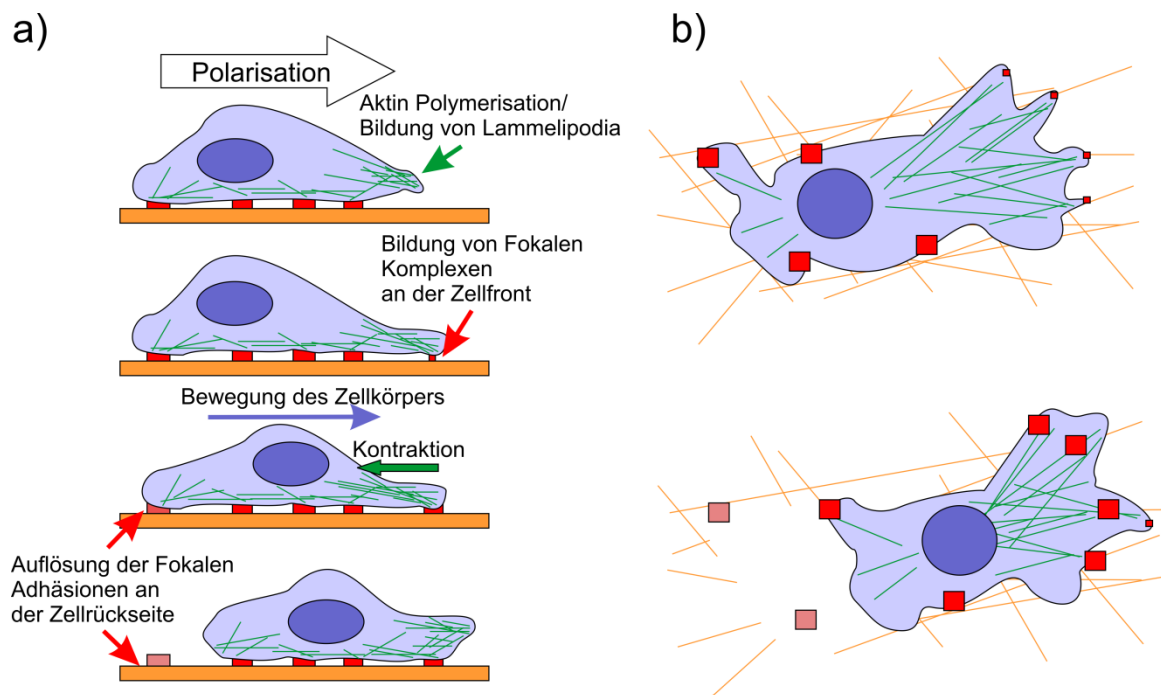 a)
b)
Polarisation
Aktin Polymerisation/
Bildung von Lammelipodia
Bildung von Fokalen
Komplexen
an der Zellfront
Bewegung des Zellkörpers
Kontraktion
Auflösung der Fokalen
Adhäsionen an
der Zellrückseite